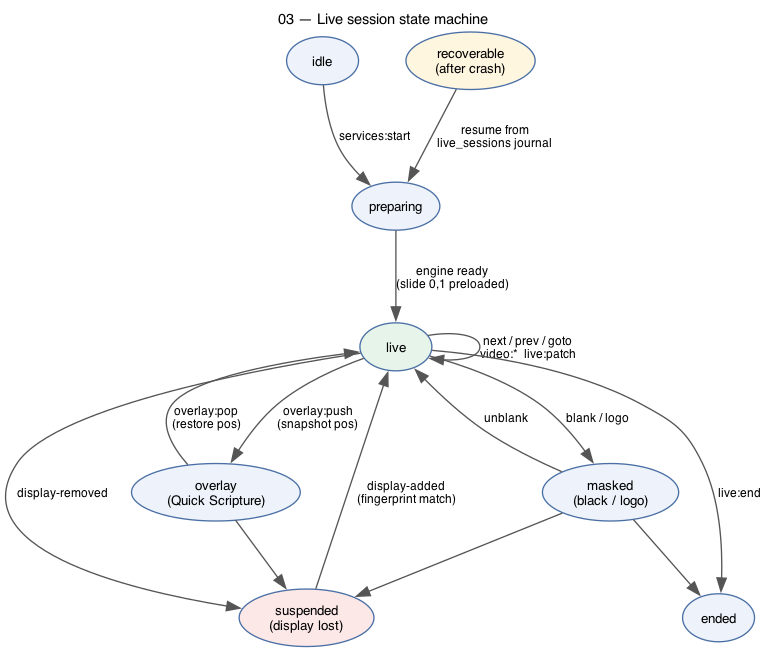 03 — Live session state machine
idle
recoverable
(after crash)
services:start
resume from
live_sessions journal
preparing
engine ready
(slide 0,1 preloaded)
live
next / prev / goto
video:*  live:patch
overlay:pop
(restore pos)
overlay:push
(snapshot pos)
unblank
blank / logo
display-removed
overlay
(Quick Scripture)
display-added
(fingerprint match)
masked
(black / logo)
live:end
suspended
(display lost)
ended